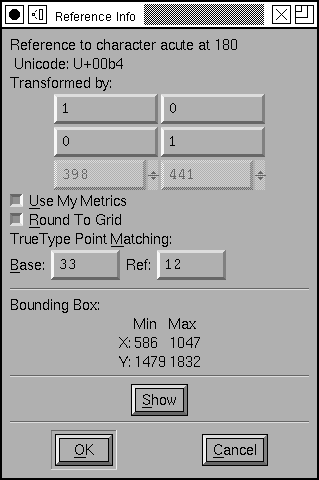 Reference Info
Reference to character acute at 180
Unicode: U+00b4
Transformed by:
1 0
0 1
398 441
Use My Metrics
Round To Grid
TrueType Point Matching:
Base: 33 Ref: 12
Bounding Box:
Min Max
X: 586 1047
Y: 1479 1832
Show
OK Cancel